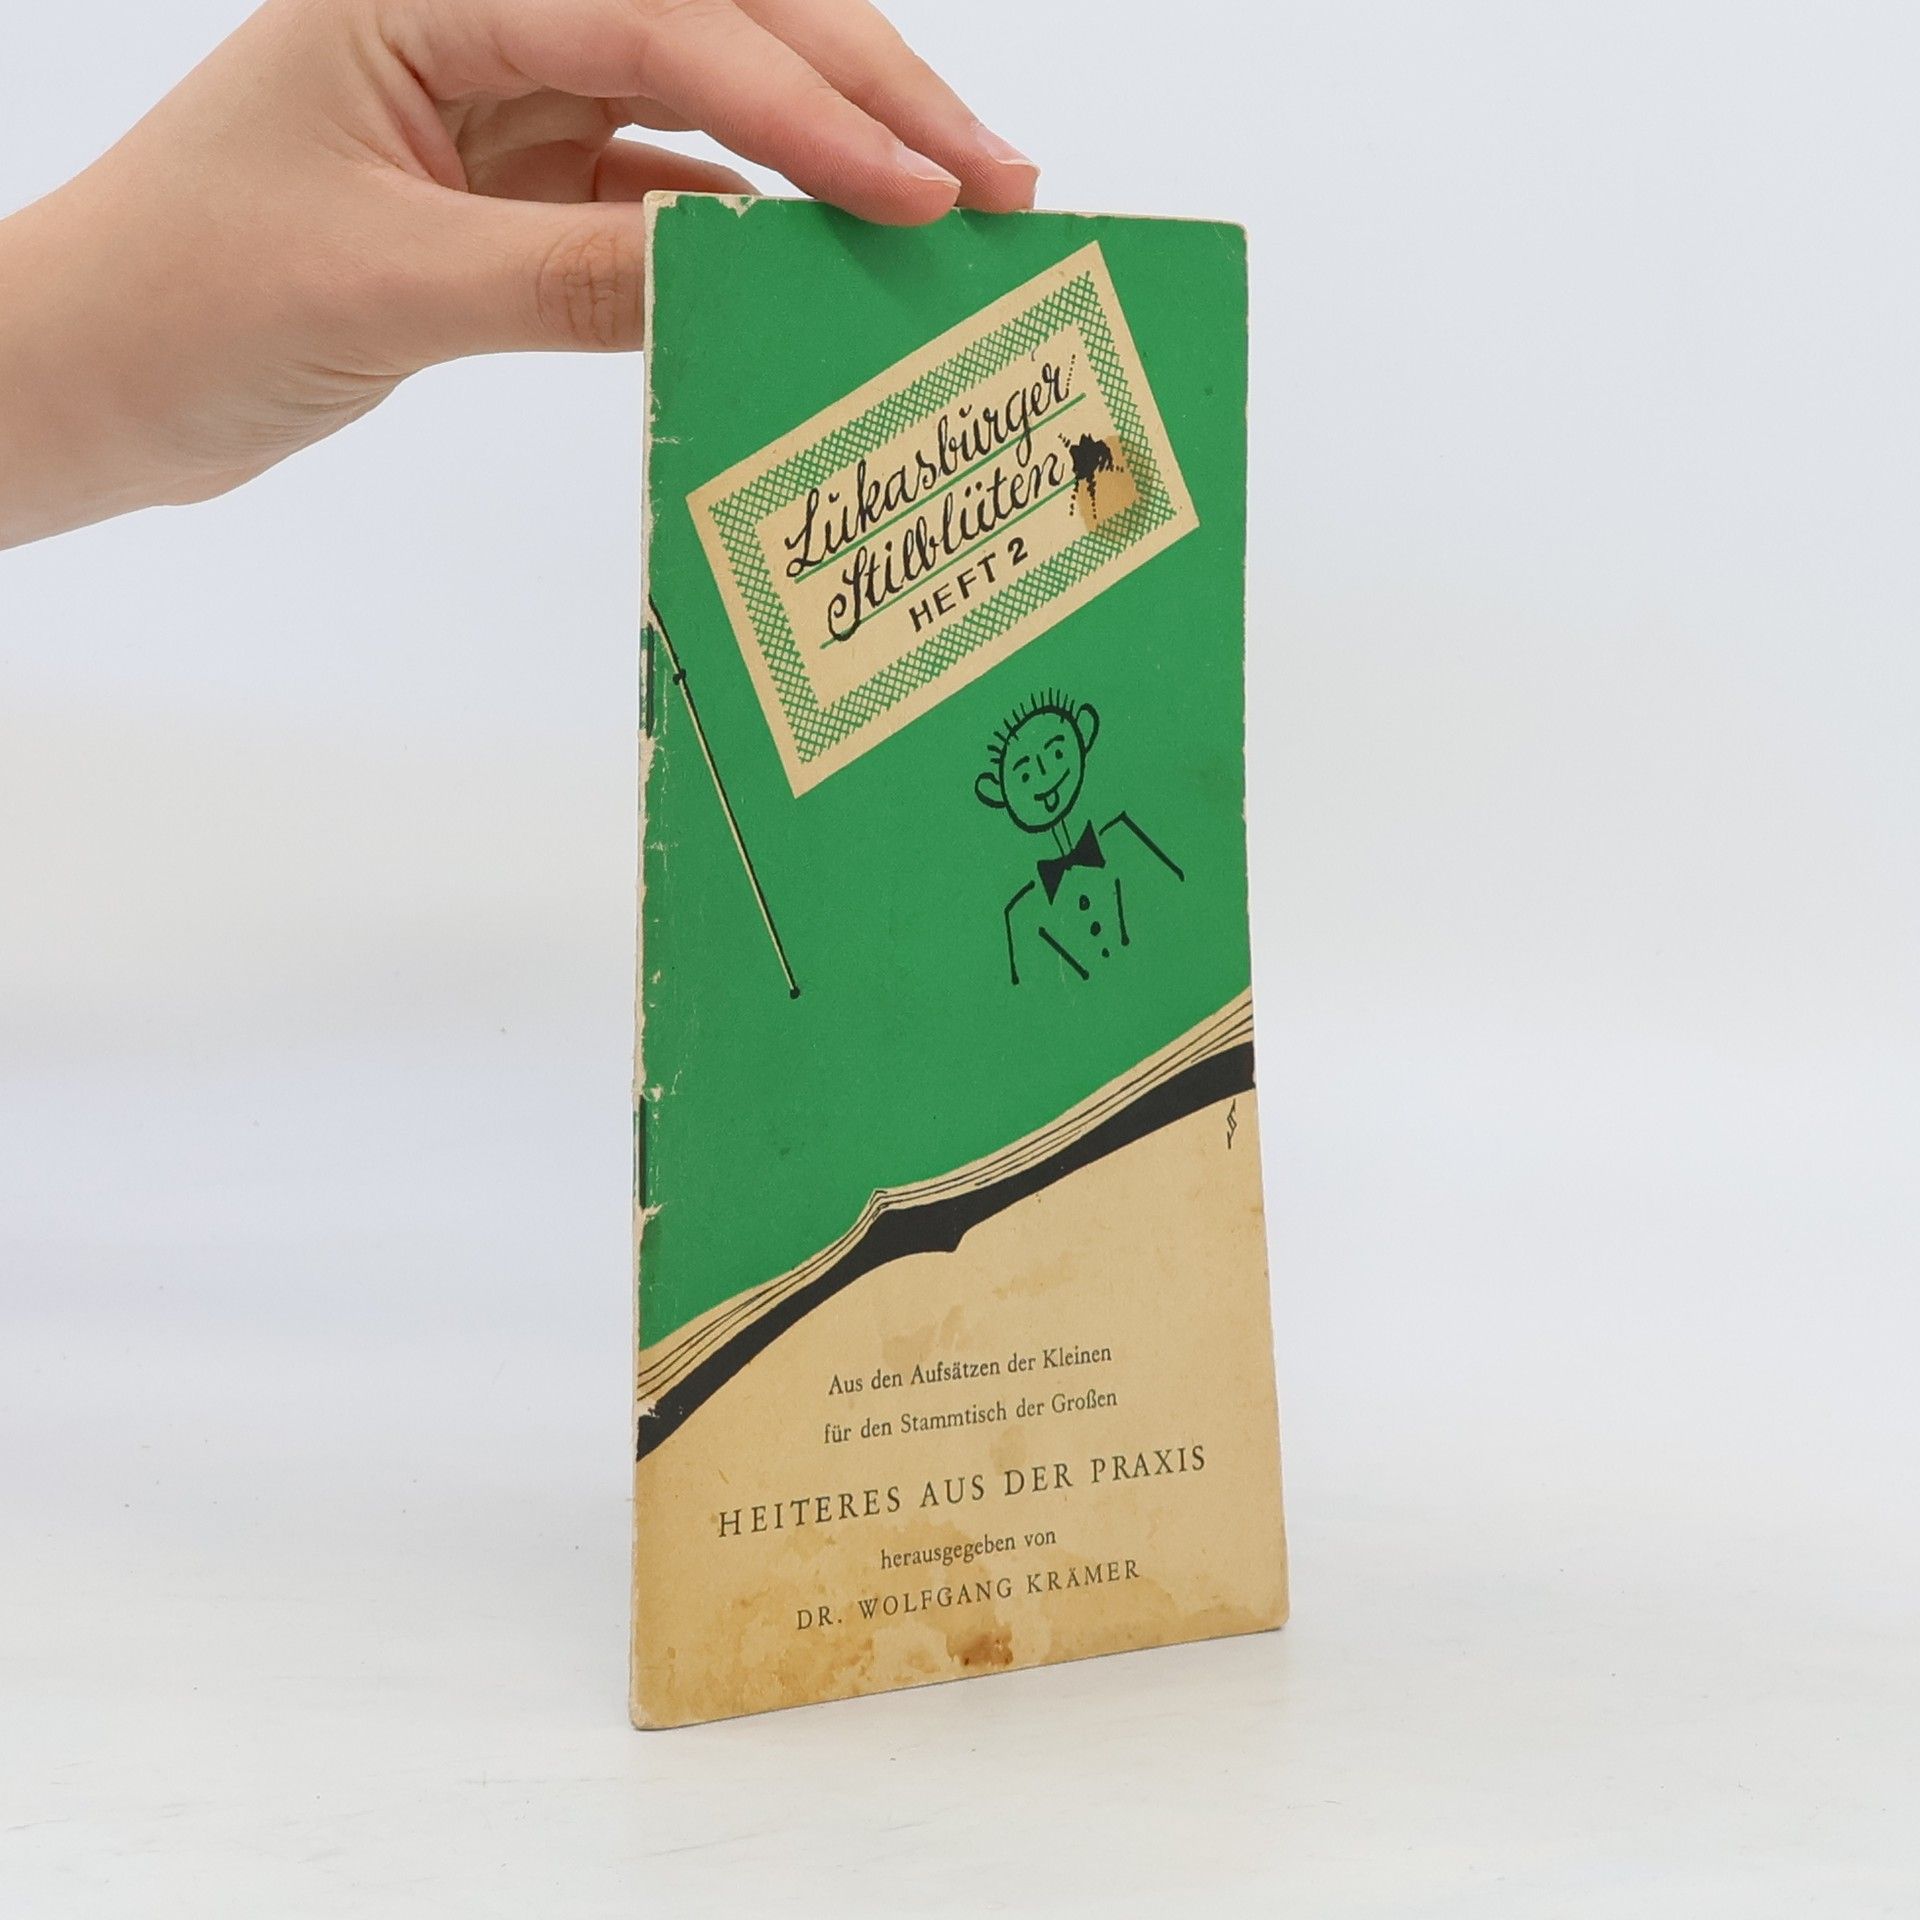 Lukasburger
Stilblüten
HEFT 2
Aus den Aufsätzen der Kleinen
für den Stammtisch der Großen
HEITERES AUS DER PRAXIS
herausgegeben von
DR. WOLFGANG KRÄMER